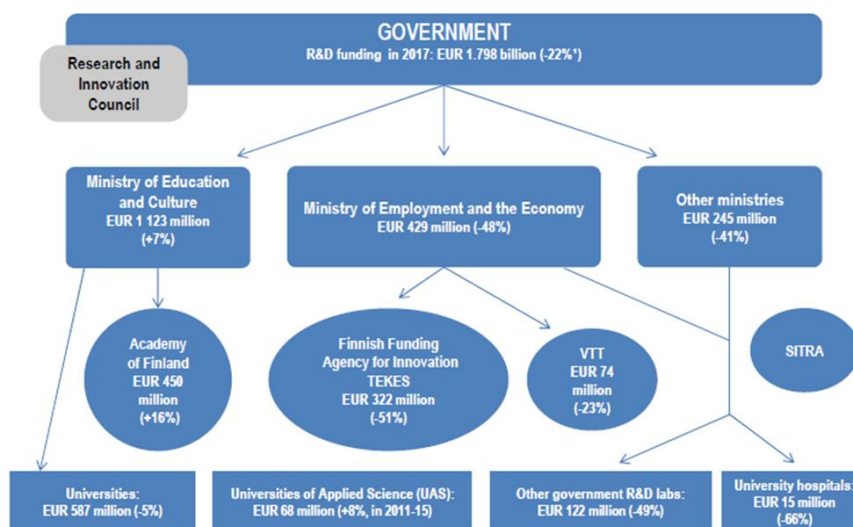 GOVERNMENT
R&D funding in 2017: EUR 1.798 billion (-22%¹)
Research and
Innovation
Council
Ministry of Education
and Culture
EUR 1 123 million
(+7%)
Ministry of Employment and the Economy
EUR 429 million (-48%)
Other ministries
EUR 245 million
(-41%)
Academy
of Finland
EUR 450
million
(+16%)
Finnish Funding
Agency for Innovation
TEKES
EUR 322 million
(-51%)
VTT
EUR 74
million
(-23%)
SITRA
Universities:
EUR 587 million (-5%)
Universities of Applied Science (UAS):
EUR 68 million (+8%, in 2011-15)
Other government R&D labs:
EUR 122 million (-49%)
University hospitals:
EUR 15 million
(-66%)